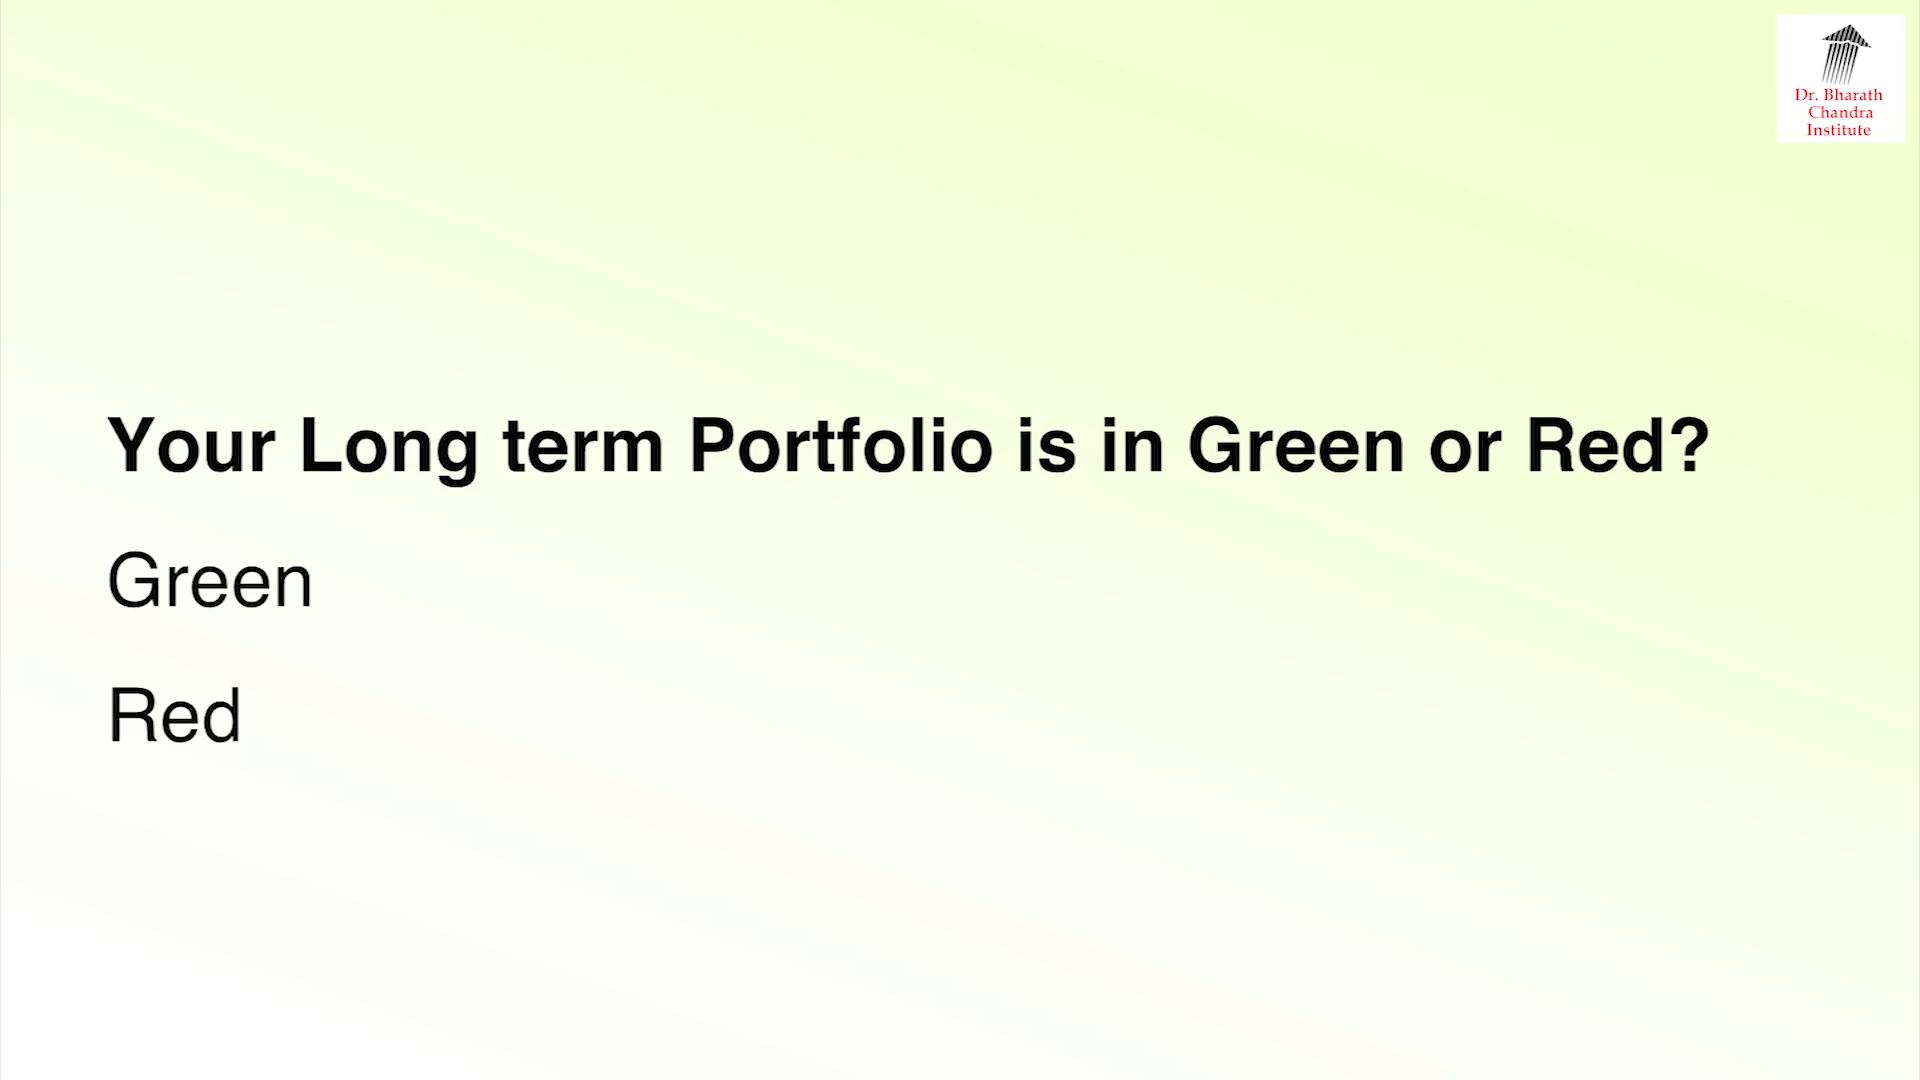 Dr. Bharath
Chandra
Institute
Your Long term Portfolio is in Green or Red?
Green
Red